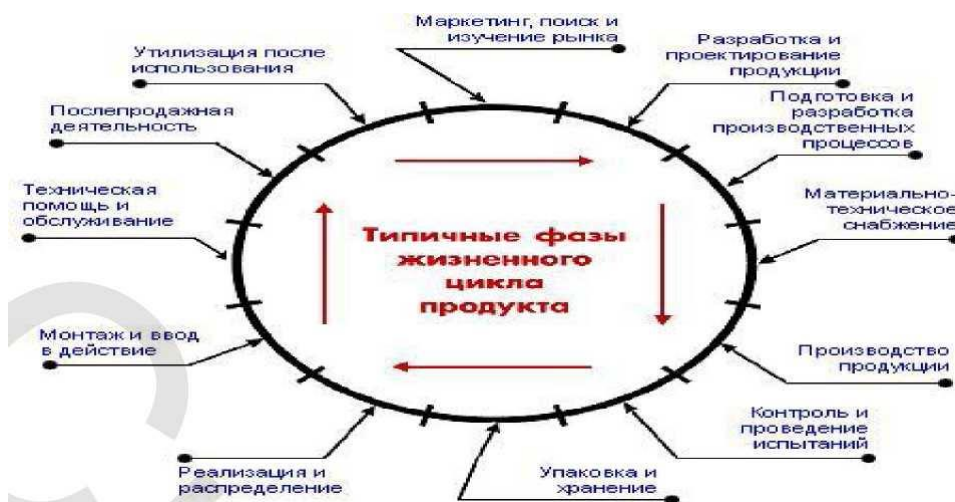 Маркетинг, поиск и
изучение рынка
Разработка и
проектирование
продукции
Подготовка и
разработка
производственных
процессов
Материально-
техническое
снабжение
Производство
продукции
Контроль и
проведение
испытаний
Упаковка и
хранение
Реализация и
распределение
Монтаж и ввод
в действие
Техническая
помощь и
обслуживание
Послепродажная
деятельность
Утилизация после
использования
Типичные фазы
жизненного
цикла
продукта